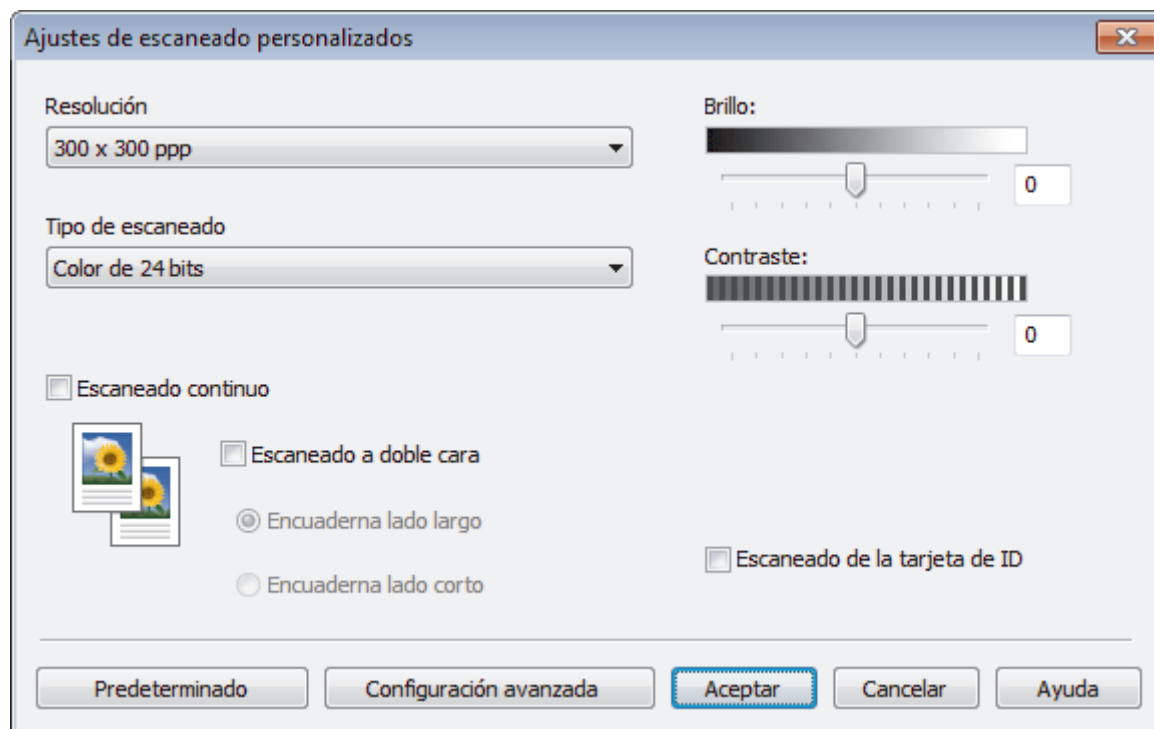 Ajustes de escaneado personalizados
Resolución
300 x 300 ppp
Tipo de escaneado
Color de 24 bits
Brillo:
0
Contraste:
0
Escaneado continuo
Escaneado a doble cara
Encuaderna lado largo
Encuaderna lado corto
Escaneado de la tarjeta de ID
Predeterminado
Configuración avanzada
Aceptar
Cancelar
Ayuda